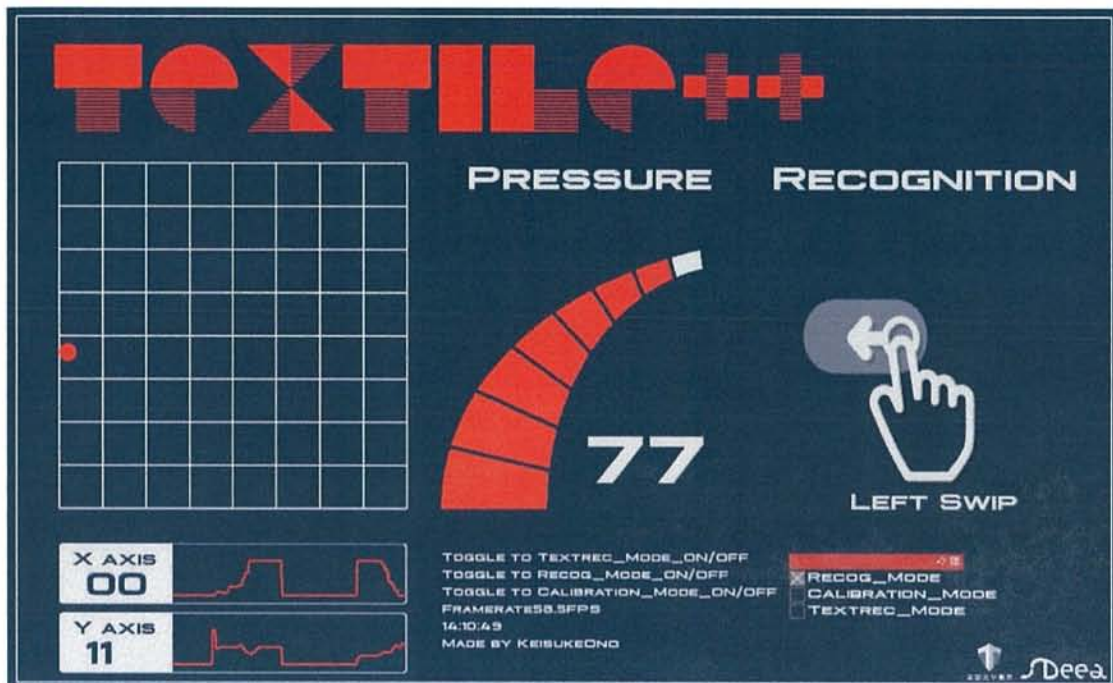 TEXTILE++
PRESSURE
RECOGNITION
77
LEFT SWIP
X AXIS
00
Y AXIS
11
TOGGLE TO TEXTREC_MODE_ON/OFF
TOGGLE TO RECOG_MODE_ON/OFF
TOGGLE TO CALIBRATION_MODE_ON/OFF
FRAMERATE58.5FPS
14:10:49
MADE BY KEISUKEONO
RECOG_MODE
CALIBRATION_MODE
TEXTREC_MODE